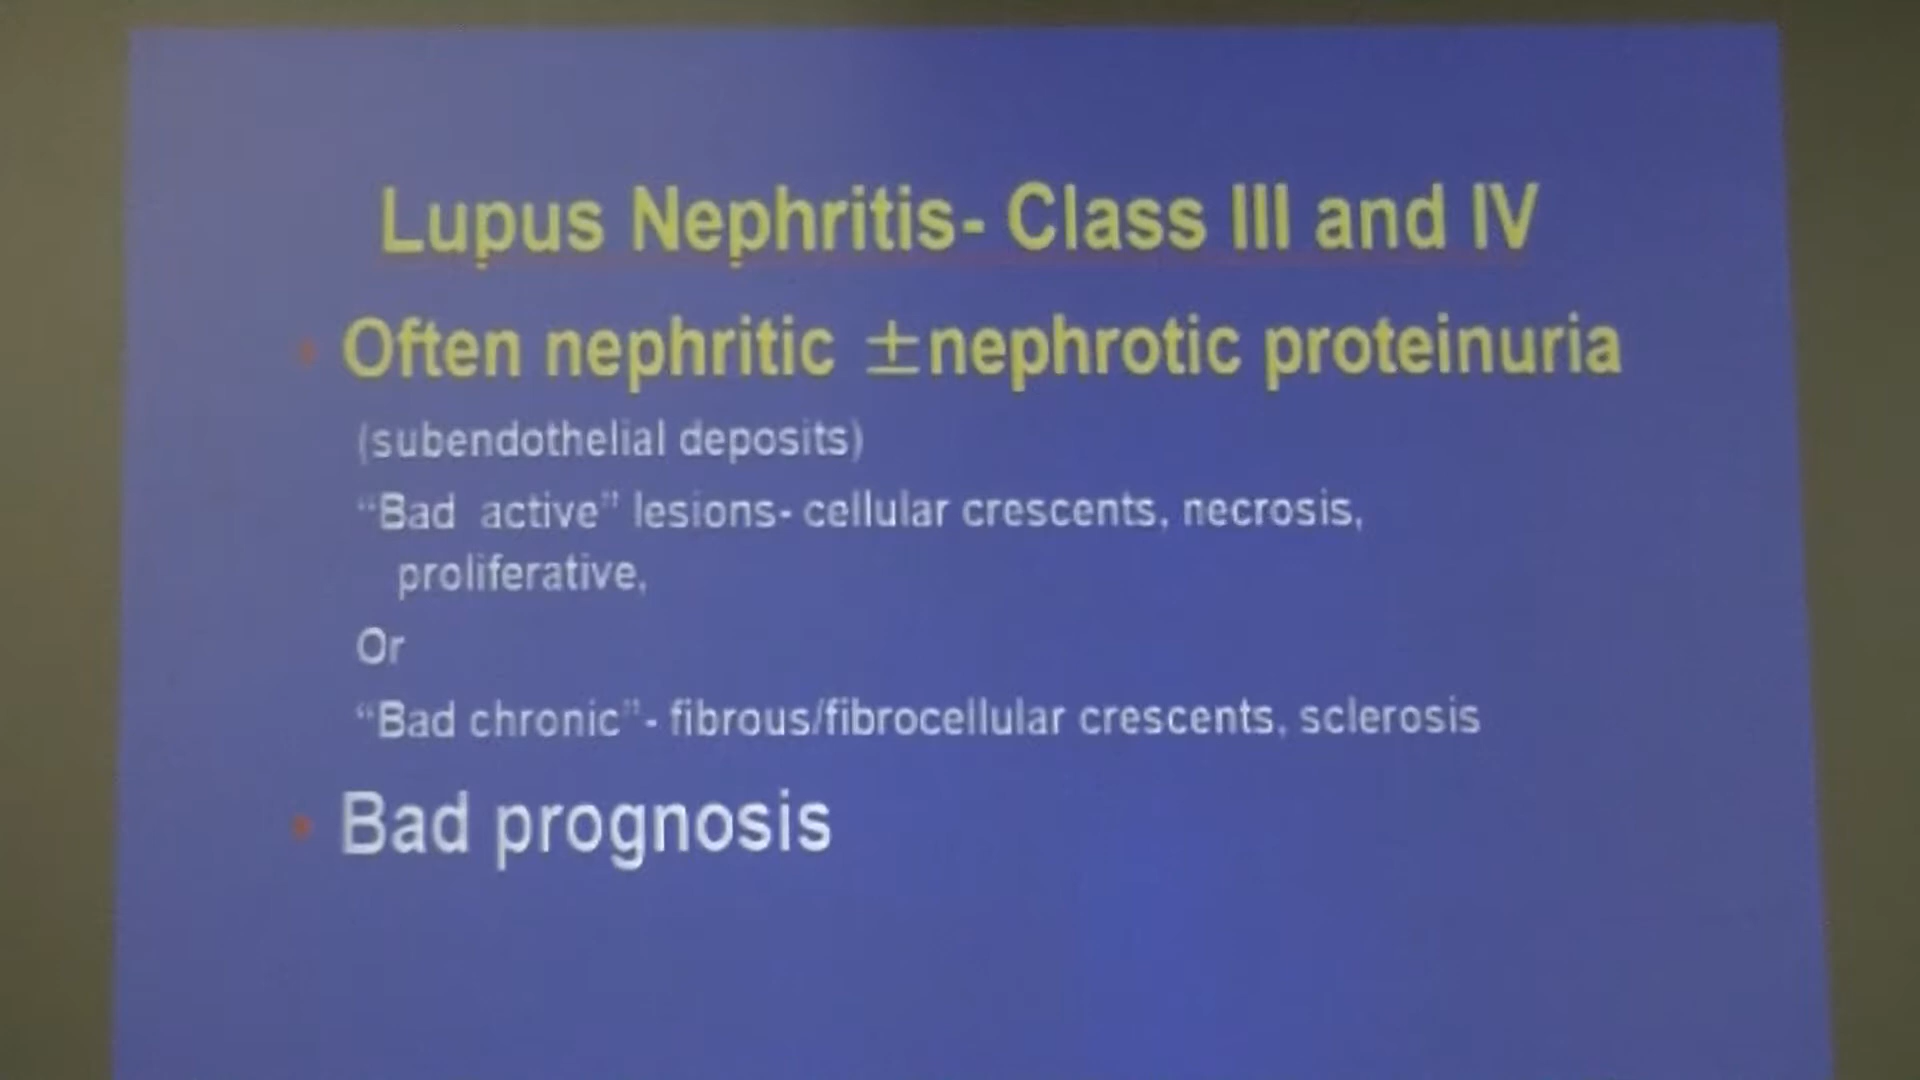 Lupus Nephritis- Class III and IV
• Often nephritic ±nephrotic proteinuria
(subendothelial deposits)
“Bad active” lesions- cellular crescents, necrosis,
proliferative,
Or
“Bad chronic”- fibrous/fibrocellular crescents, sclerosis
• Bad prognosis